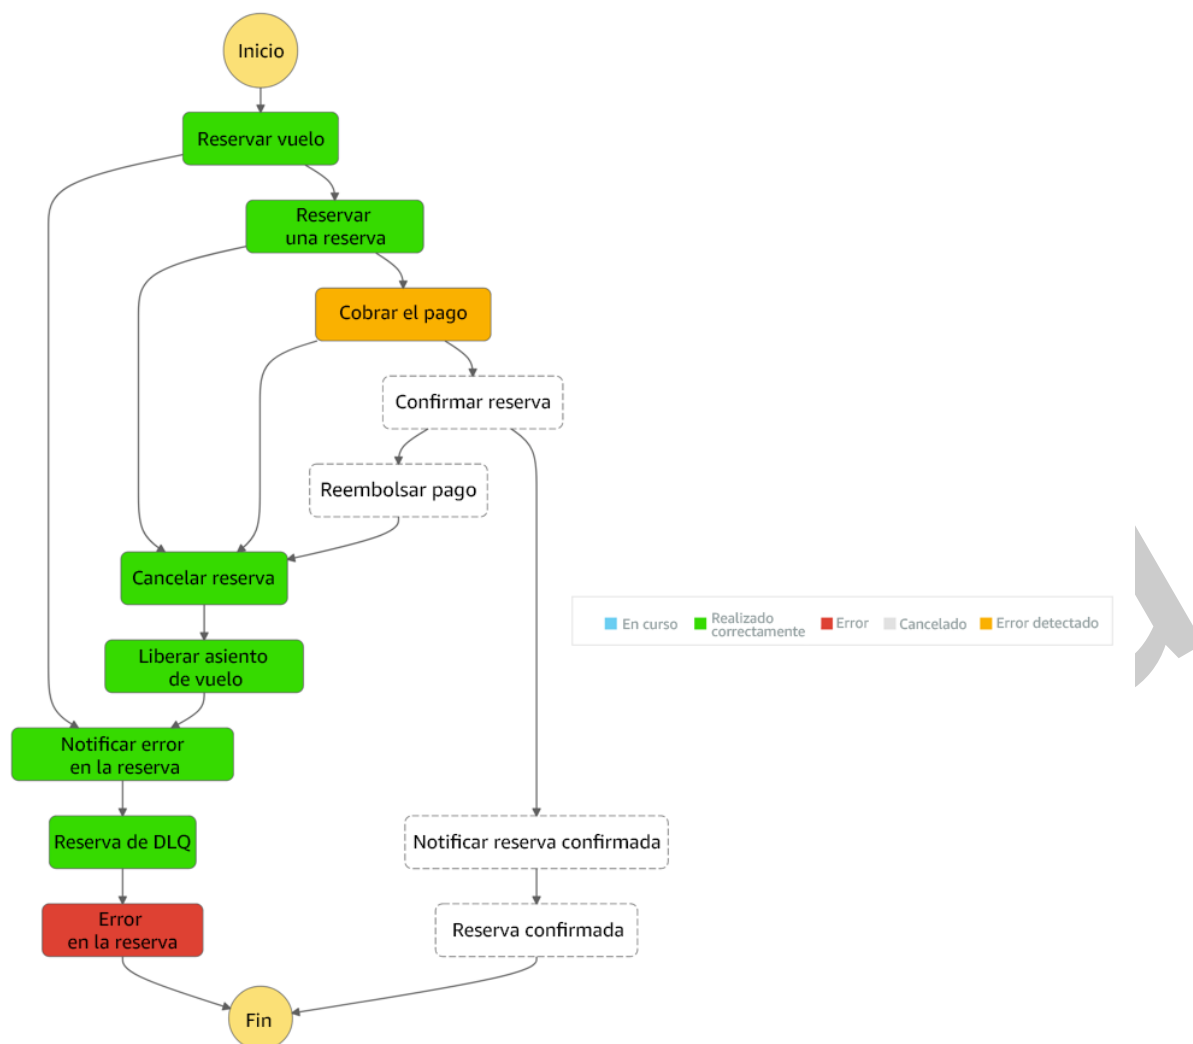 Inicio
Reservar vuelo
Reservar
una reserva
Cobrar el pago
Confirmar reserva
Reembolsar pago
Cancelar reserva
En curso
Realizado
correctamente
Error
Cancelado
Error detectado
Liberar asiento
de vuelo
Notificar error
en la reserva
Reserva de DLQ
Notificar reserva confirmada
Error
en la reserva
Reserva confirmada
Fin